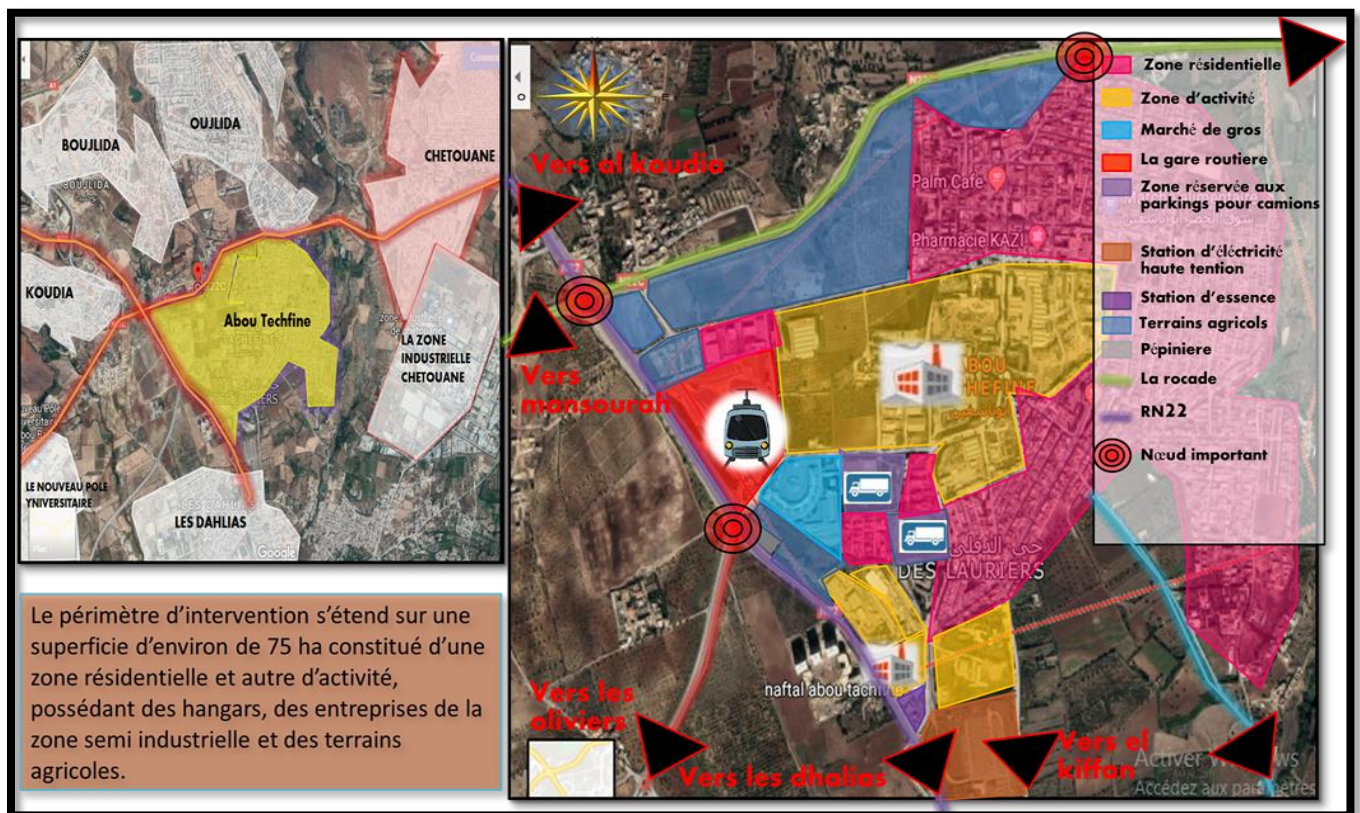 OUJLIDA
BOUJLIDA
BOUJLIDA
CHETOUANE
KOUDIA
Abou Techfine
LA ZONE
INDUSTRIELLE
CHETOUANE
LE NOUVEAU POLE
YNIVERSITAIRE
LES DAHLIAS
Google
Le périmètre d’intervention s’étend sur une
superficie d’environ de 75 ha constitué d’une
zone résidentielle et autre d’activité,
possédant des hangars, des entreprises de la
zone semi industrielle et des terrains
agricoles.
Vers al koudia
Vers
mansourah
Palm Cafe
Pharmacie KAZI
حي الدفلى
DES LAURIERS
naftal abou tachfine
Vers les
oliviers
Vers les dhalias
Vers el
kiffan
Activer Windows
Accédez aux paramètres
Zone résidentielle
Zone d’activité
Marché de gros
La gare routiere
Zone réservée aux
parkings pour camions
Station d’éléctricité
haute tention
Station d’essence
Terrains agricols
Pépiniere
La rocade
RN22
Nœud important